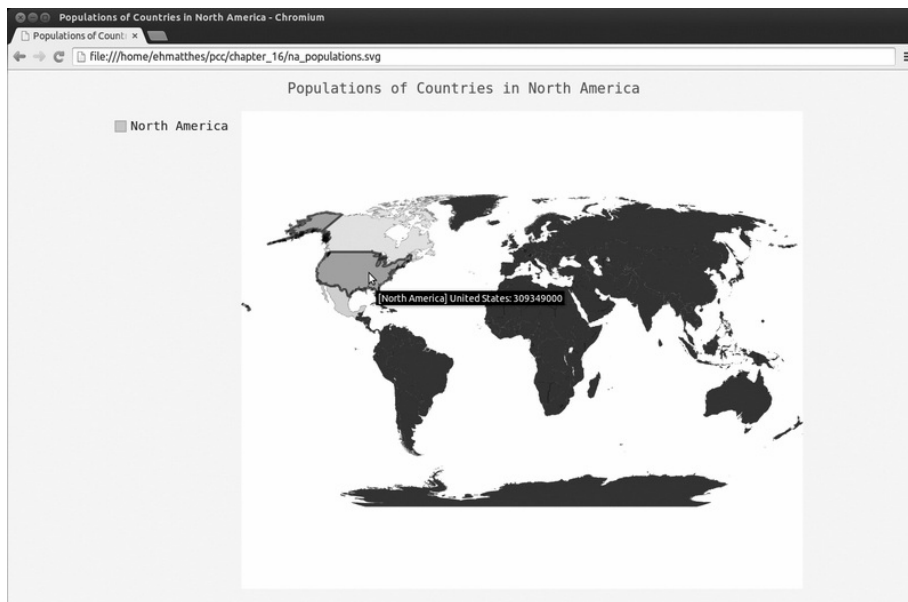 Populations of Countries in North America - Chromium
Populations of Count
file:///home/ehmatthes/pcc/chapter_16/na_populations.svg
Populations of Countries in North America
North America
[North America] United States: 309349000